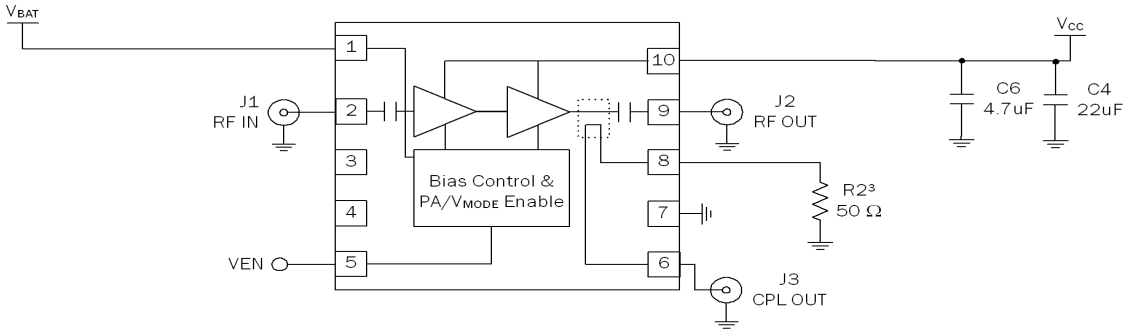 VBAT
VCC
1
10
J1
RF IN
2
9
J2
RF OUT
C6
4.7uF
C4
22uF
3
8
Bias Control &
PA/VMODE Enable
R2³
50 Ω
4
7
VEN
5
6
J3
CPL OUT